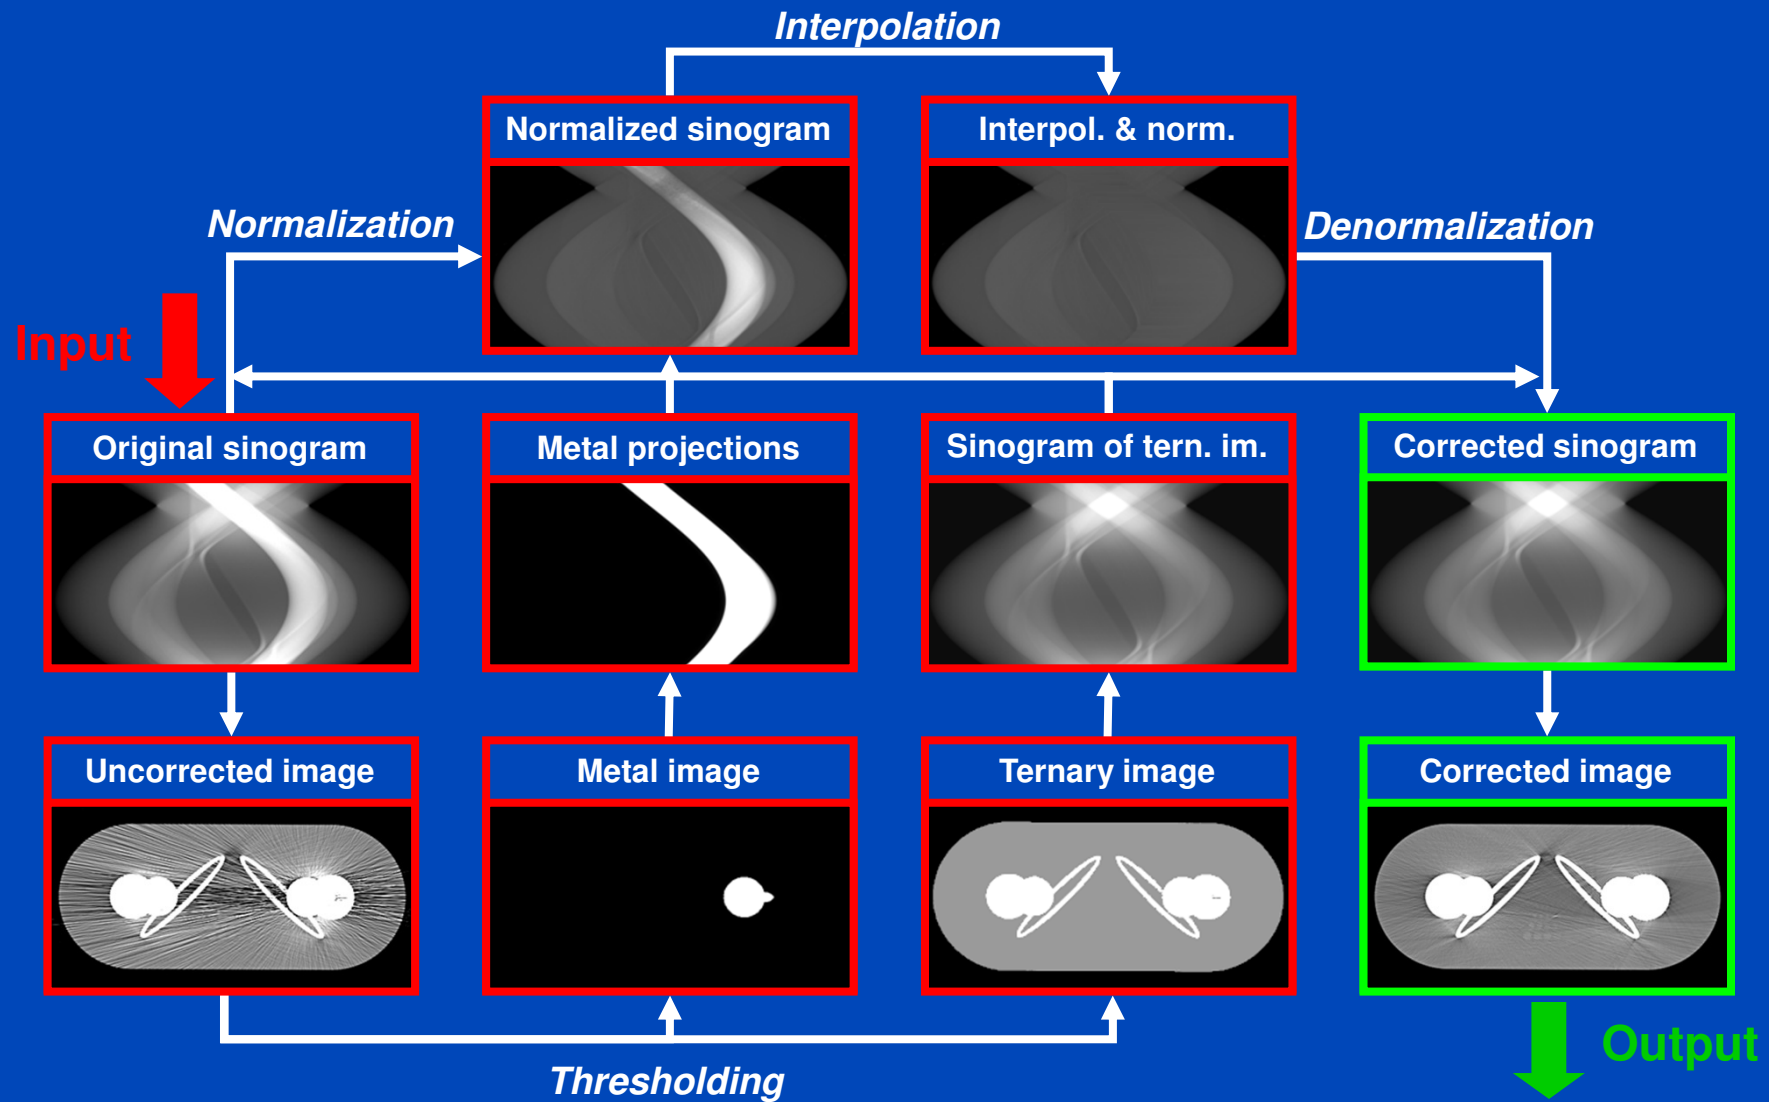 Interpolation
Normalized sinogram
Interpol. & norm.
Normalization
Denormalization
Input
Original sinogram
Metal projections
Sinogram of tern. im.
Corrected sinogram
Uncorrected image
Metal image
Ternary image
Corrected image
Thresholding
Output